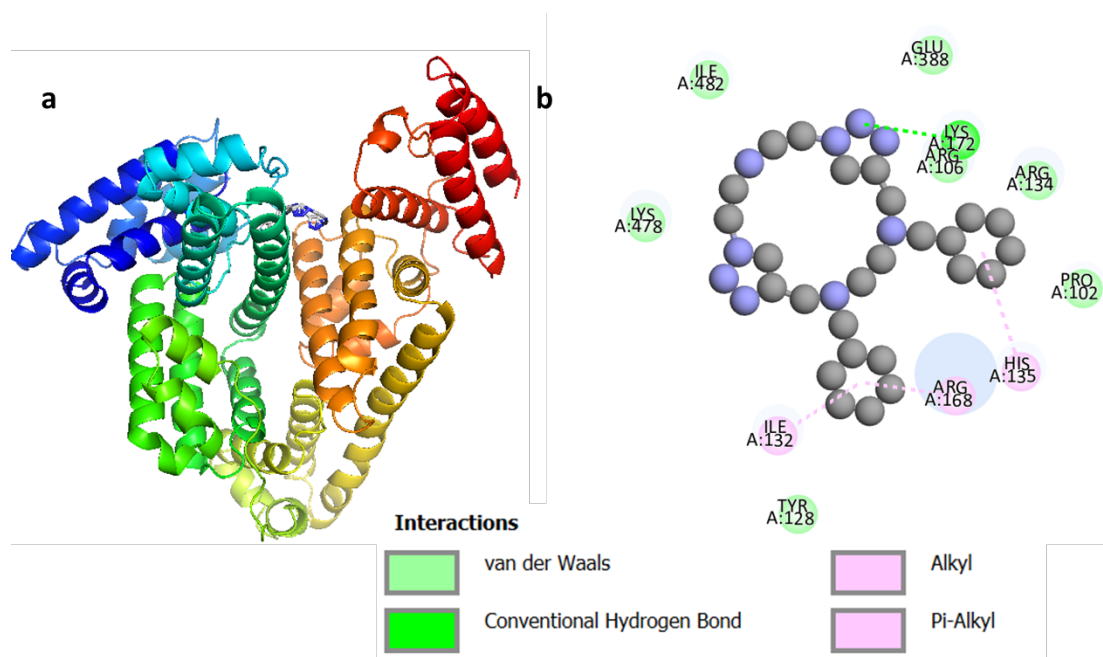 a
b
ILE
A:482
GLU
A:388
LYS
A:172
ARG
A:106
ARG
A:134
LYS
A:478
PRO
A:102
HIS
A:135
ARG
A:168
ILE
A:132
TYR
A:128
Interactions
van der Waals
Conventional Hydrogen Bond
Alkyl
Pi-Alkyl